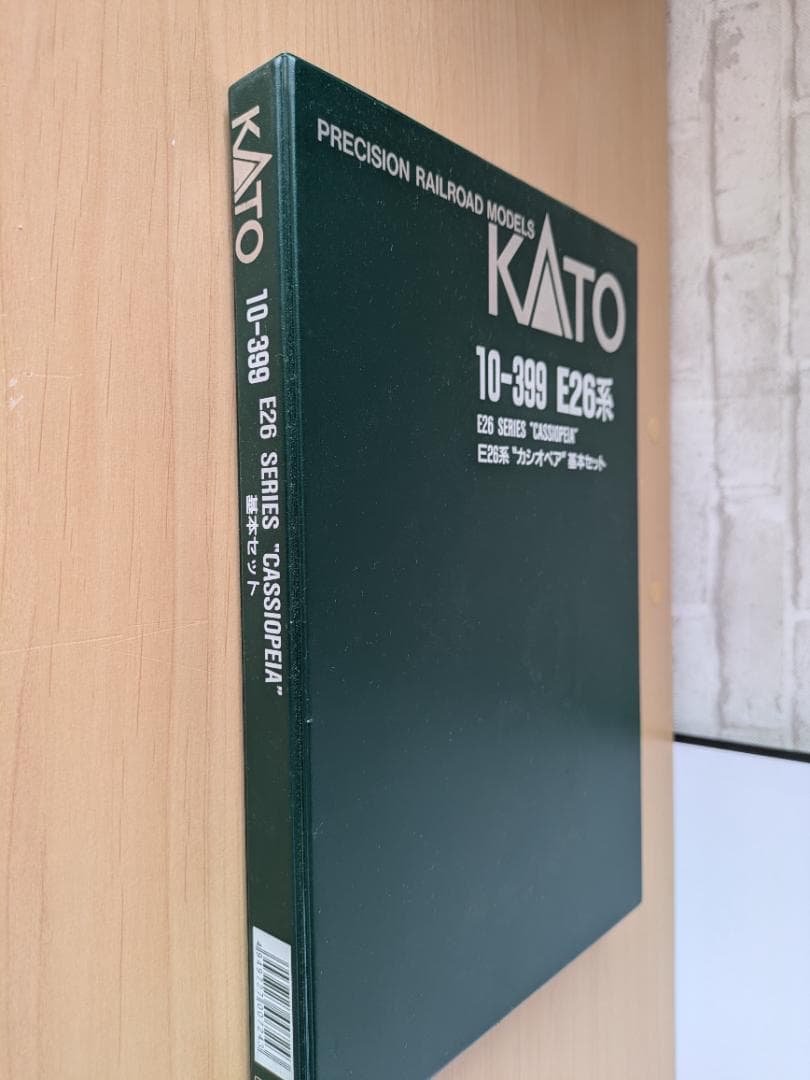 KATO
10-399 E26 SERIES "CASSIOPEIA"
基本セット
PRECISION RAILROAD MODELS
KATO
10-399 E26系
E26 SERIES "CASSIOPEIA"
E26系 "カシオペア" 基本セット